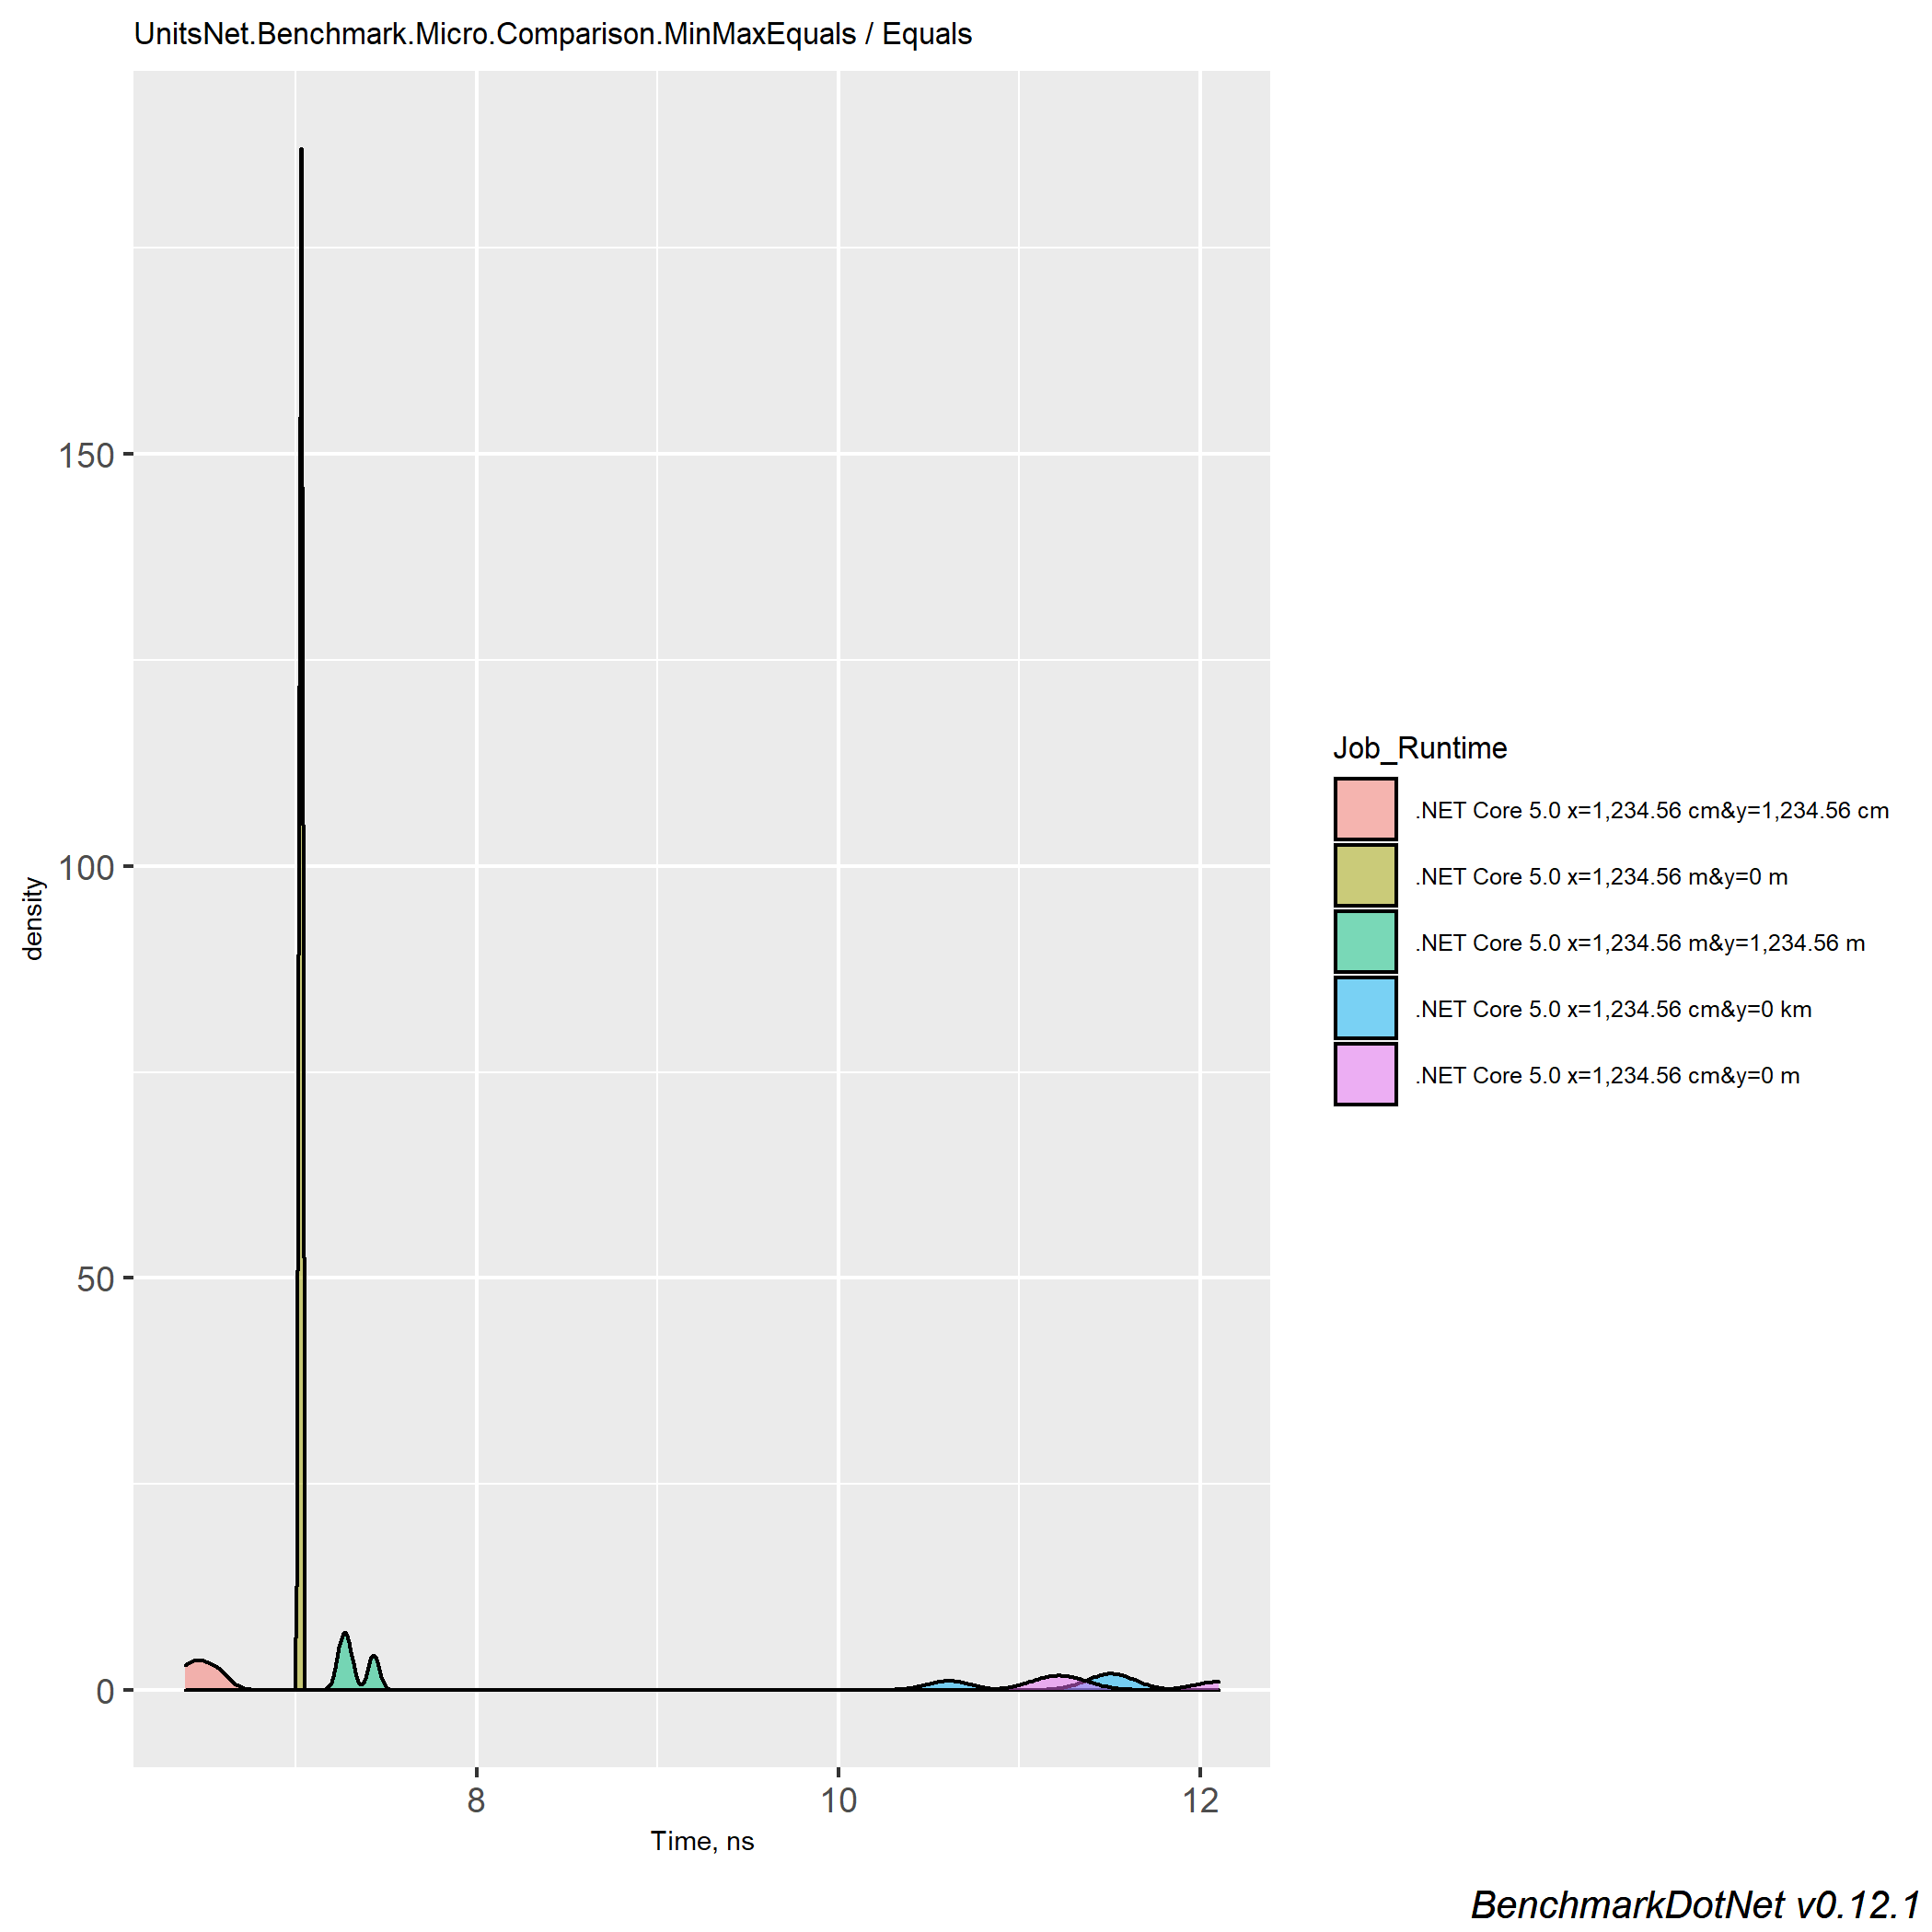 UnitsNet.Benchmark.Micro.Comparison.MinMaxEquals / Equals
150
100
50
0
density
8 10 12
Time, ns
Job_Runtime
.NET Core 5.0 x=1,234.56 cm&y=1,234.56 cm
.NET Core 5.0 x=1,234.56 m&y=0 m
.NET Core 5.0 x=1,234.56 m&y=1,234.56 m
.NET Core 5.0 x=1,234.56 cm&y=0 km
.NET Core 5.0 x=1,234.56 cm&y=0 m
BenchmarkDotNet v0.12.1